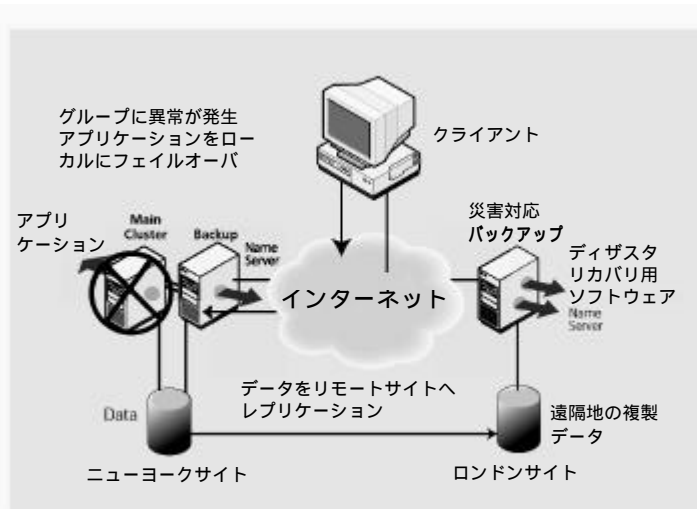 グループに異常が発生
アプリケーションをロー
カルにフェイルオーバ
クライアント
アプリ
ケーション
Main
Cluster
Backup
Name
Server
インターネット
災害対応
バックアップ
ディザスタ
リカバリ用
ソフトウェア
Name
Server
Data
データをリモートサイトへ
レプリケーション
遠隔地の複製
データ
ニューヨークサイト
ロンドンサイト